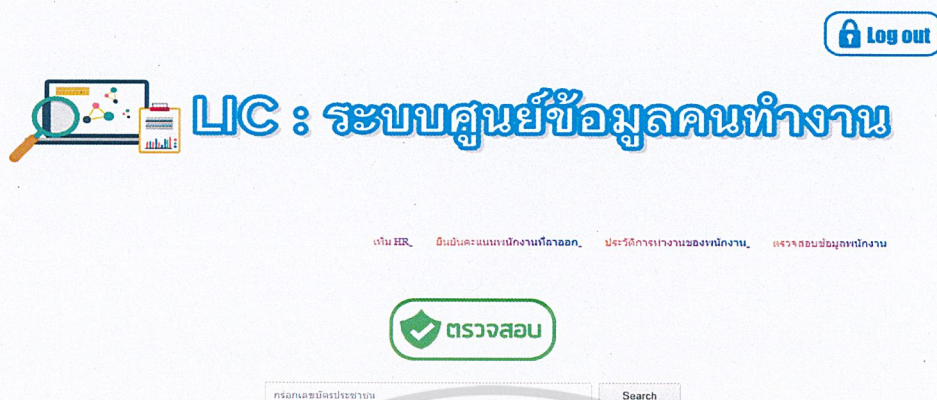 Log out
LIC : ระบบศูนย์ข้อมูลคนทำงาน
เพิ่ม HR ยืนยันคะแนนพนักงานที่ลาออก ประวัติการทำงานของพนักงาน ตรวจสอบข้อมูลพนักงาน
ตรวจสอบ
กรอกเลขบัตรประชาชน Search